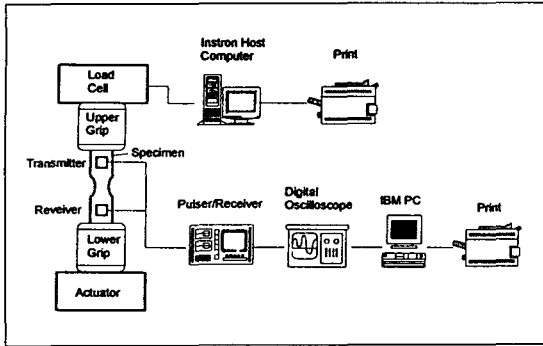 Instron Host
Computer
Print
Load
Cell
Upper
Grip
Specimen
Transmitter
Reveiver
Lower
Grip
Actuator
Pulser/Receiver
Digital
Oscilloscope
IBM PC
Print